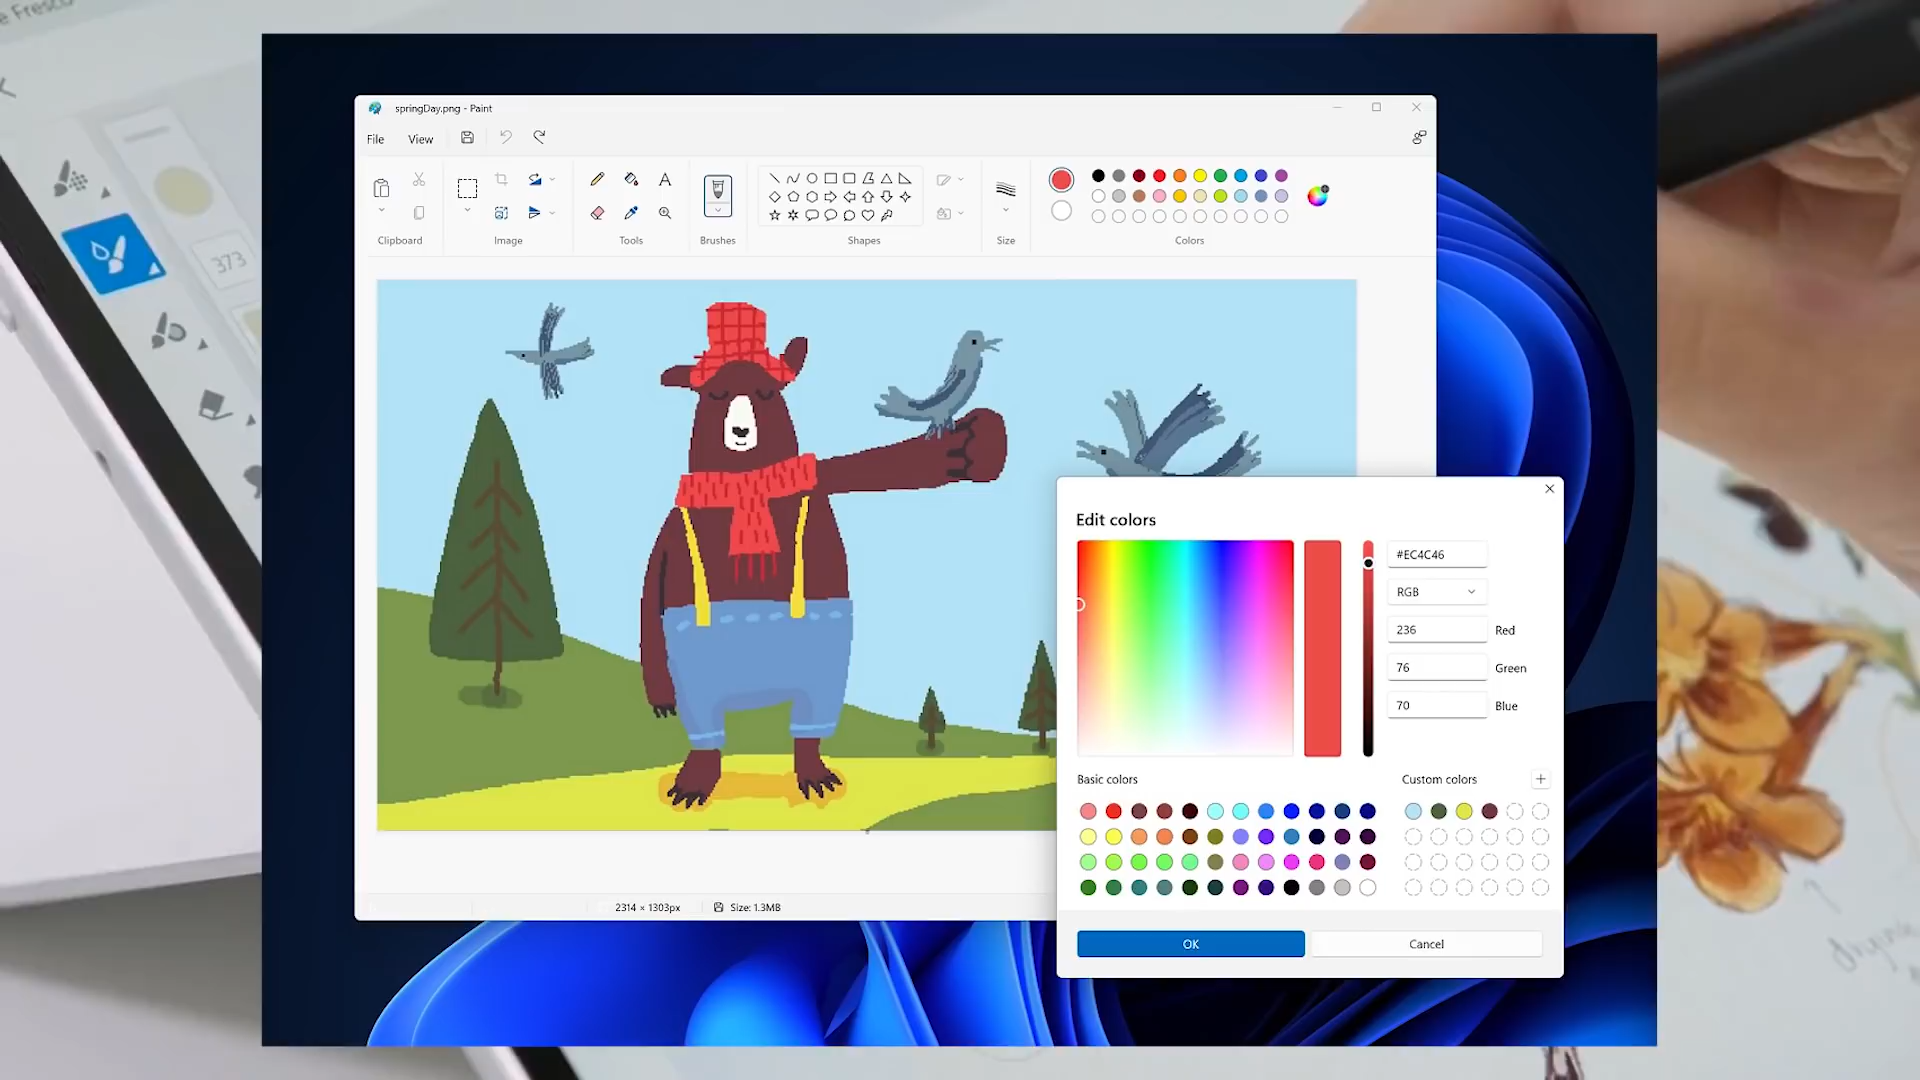 Fresco
373
springDay.png - Paint
File View
A
Clipboard Image Tools Brushes Shapes Size Colors
2314 × 1303px Size: 1.3MB
Edit colors
#EC4C46
RGB
236 Red
76 Green
70 Blue
Basic colors Custom colors
OK Cancel